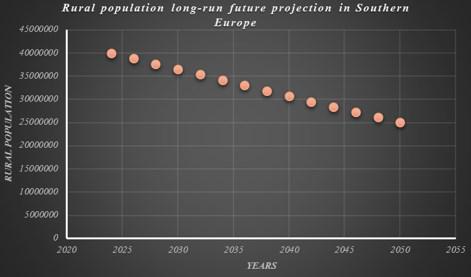 Rural population long-run future projection in Southern
Europe
45000000
40000000
35000000
30000000
25000000
20000000
15000000
10000000
5000000
0
RURAL POPULATION
2020 2025 2030 2035 2040 2045 2050 2055
YEARS